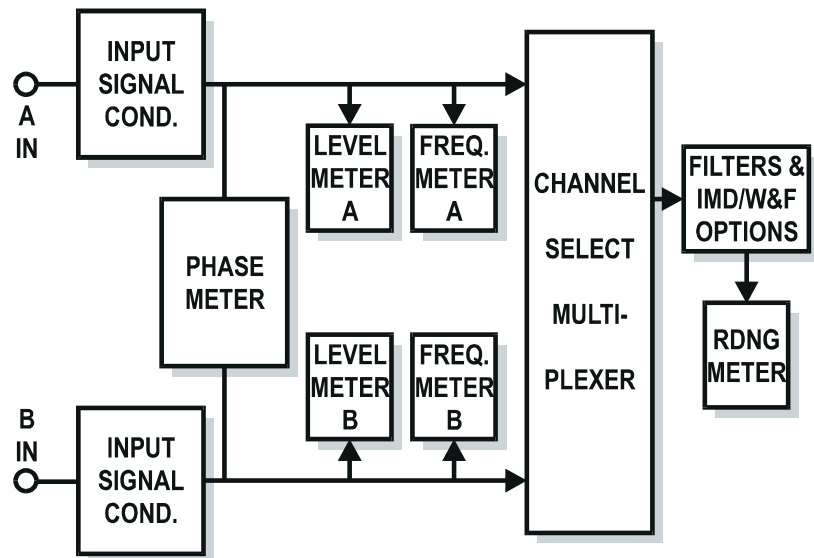 A
IN
INPUT
SIGNAL
COND.
LEVEL
METER
A
FREQ.
METER
A
PHASE
METER
LEVEL
METER
B
FREQ.
METER
B
B
IN
INPUT
SIGNAL
COND.
CHANNEL
SELECT
MULTI-
PLEXER
FILTERS &
IMD/W&F
OPTIONS
RDNG
METER